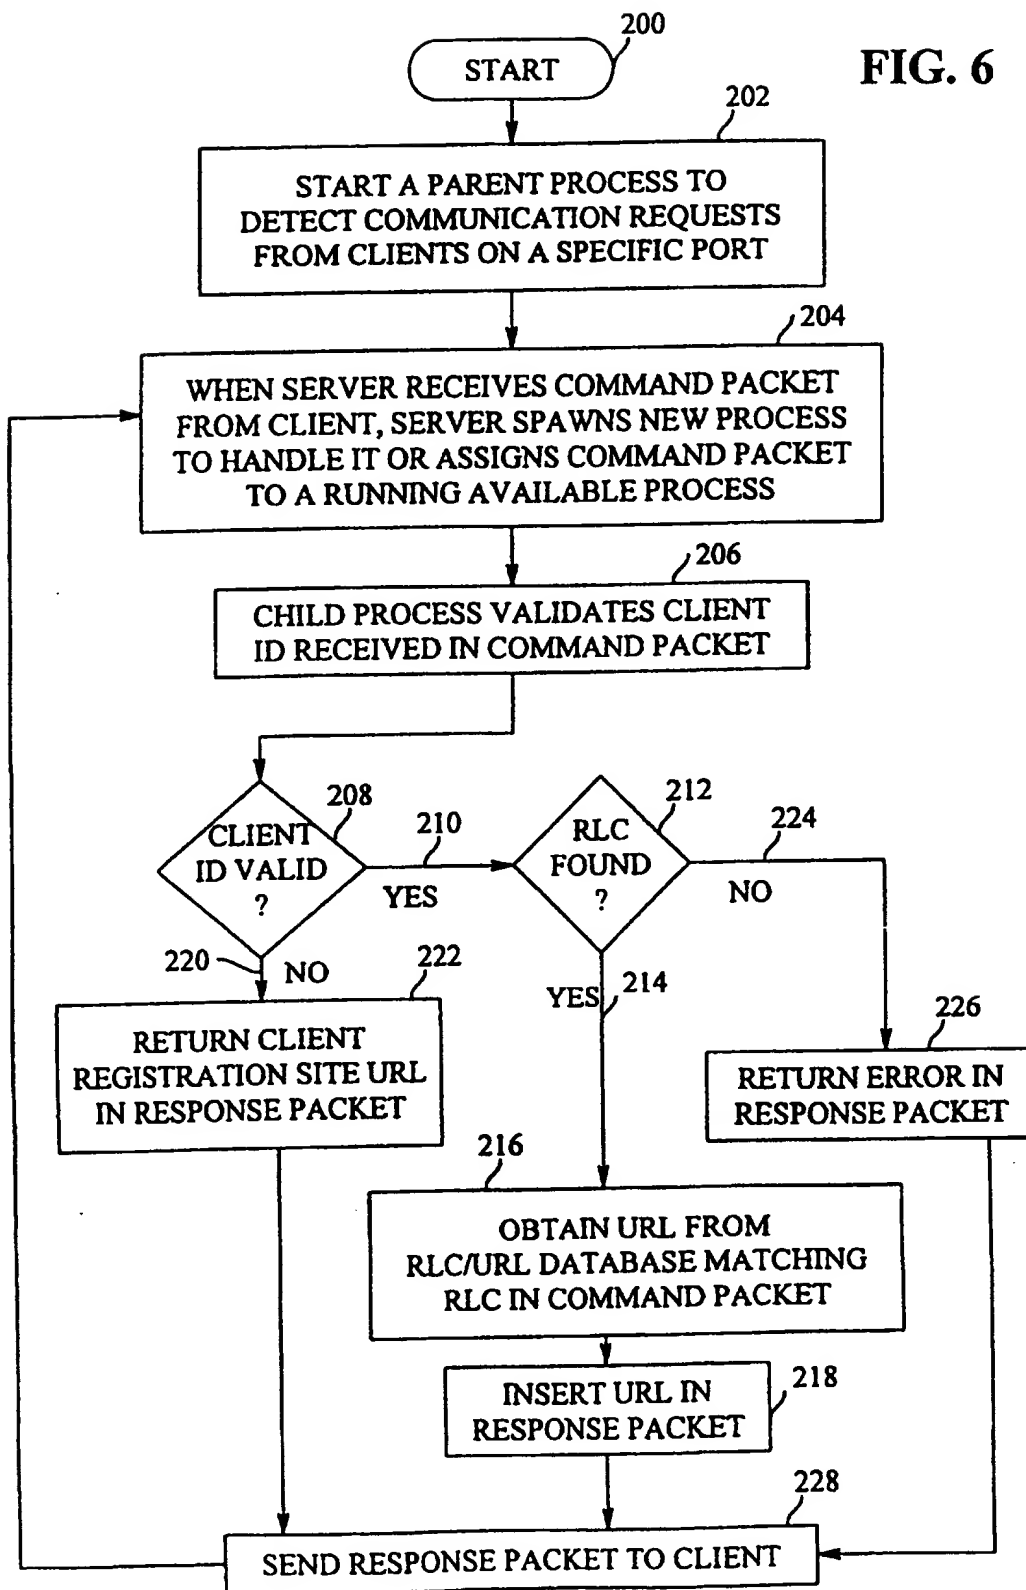 FIG. 6
200
START
202
START A PARENT PROCESS TO
DETECT COMMUNICATION REQUESTS
FROM CLIENTS ON A SPECIFIC PORT
204
WHEN SERVER RECEIVES COMMAND PACKET
FROM CLIENT, SERVER SPAWNS NEW PROCESS
TO HANDLE IT OR ASSIGNS COMMAND PACKET
TO A RUNNING AVAILABLE PROCESS
206
CHILD PROCESS VALIDATES CLIENT
ID RECEIVED IN COMMAND PACKET
208
CLIENT
ID VALID
?
210
YES
212
RLC
FOUND
?
224
NO
220
NO
222
RETURN CLIENT
REGISTRATION SITE URL
IN RESPONSE PACKET
YES
214
226
RETURN ERROR IN
RESPONSE PACKET
216
OBTAIN URL FROM
RLC/URL DATABASE MATCHING
RLC IN COMMAND PACKET
218
INSERT URL IN
RESPONSE PACKET
228
SEND RESPONSE PACKET TO CLIENT